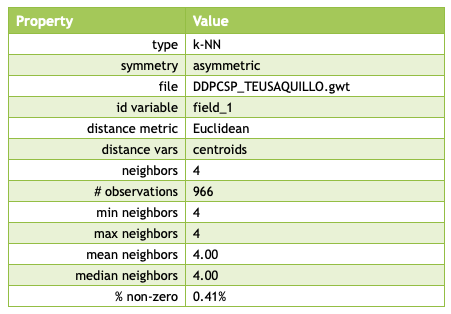 Property Value
type k-NN
symmetry asymmetric
file DDPCSP_TEUSAQUILLO.gwt
id variable field_1
distance metric Euclidean
distance vars centroids
neighbors 4
# observations 966
min neighbors 4
max neighbors 4
mean neighbors 4.00
median neighbors 4.00
% non-zero 0.41%